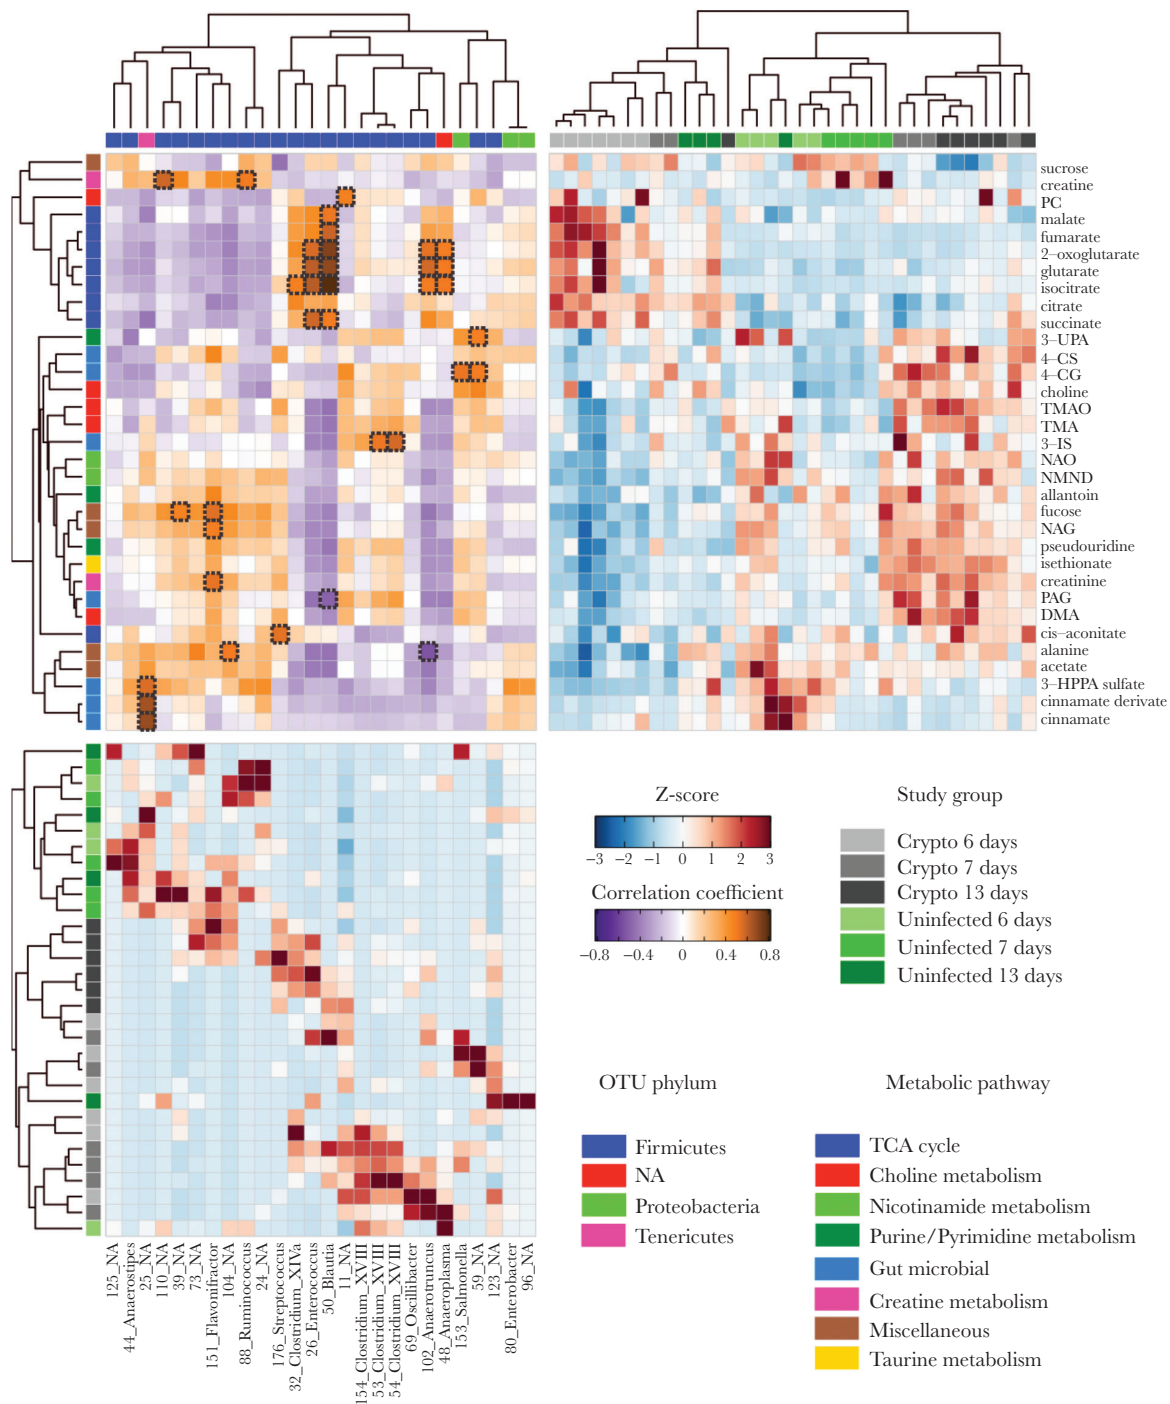 sucrose
creatine
PC
malate
fumarate
2–oxoglutarate
glutarate
isocitrate
citrate
succinate
3–UPA
4–CS
4–CG
choline
TMAO
TMA
3–IS
NAO
NMND
allantoin
fucose
NAG
pseudouridine
isethionate
creatinine
PAG
DMA
cis–aconitate
alanine
acetate
3–HPPA sulfate
cinnamate derivate
cinnamate
Z-score
−3 −2 −1 0 1 2 3
Correlation coefficient
−0.8 −0.4 0 0.4 0.8
Study group
Crypto 6 days
Crypto 7 days
Crypto 13 days
Uninfected 6 days
Uninfected 7 days
Uninfected 13 days
OTU phylum
Firmicutes
NA
Proteobacteria
Tenericutes
Metabolic pathway
TCA cycle
Choline metabolism
Nicotinamide metabolism
Purine/Pyrimidine metabolism
Gut microbial
Creatine metabolism
Miscellaneous
Taurine metabolism
125_NA
44_Anaerostipes
25_NA
110_NA
39_NA
73_NA
151_Flavonifractor
104_NA
88_Ruminococcus
24_NA
176_Streptococcus
32_Clostridium_XIVa
26_Enterococcus
50_Blautia
11_NA
154_Clostridium_XVIII
53_Clostridium_XVIII
54_Clostridium_XVIII
69_Oscillibacter
102_Anaerotruncus
48_Anaeroplasma
153_Salmonella
59_NA
123_NA
80_Enterobacter
96_NA